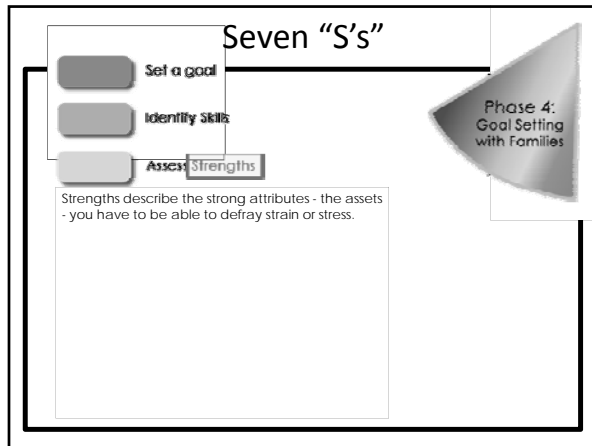 Seven “S’s”
Set a goal
Identify Skills
Assess Strengths
Strengths describe the strong attributes - the assets
- you have to be able to defray strain or stress.
Phase 4:
Goal Setting
with Families